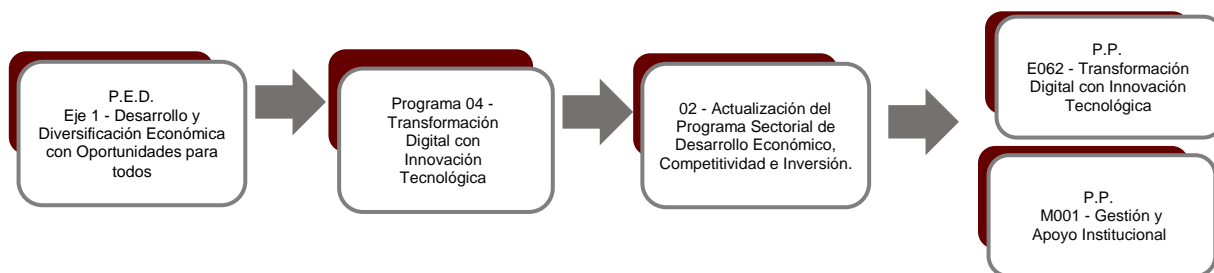 P.E.D.
Eje 1 - Desarrollo y
Diversificación Económica
con Oportunidades para
todos
Programa 04 -
Transformación
Digital con
Innovación
Tecnológica
02 - Actualización del
Programa Sectorial de
Desarrollo Económico,
Competitividad e Inversión.
P.P.
E062 - Transformación
Digital con Innovación
Tecnológica
P.P.
M001 - Gestión y
Apoyo Institucional